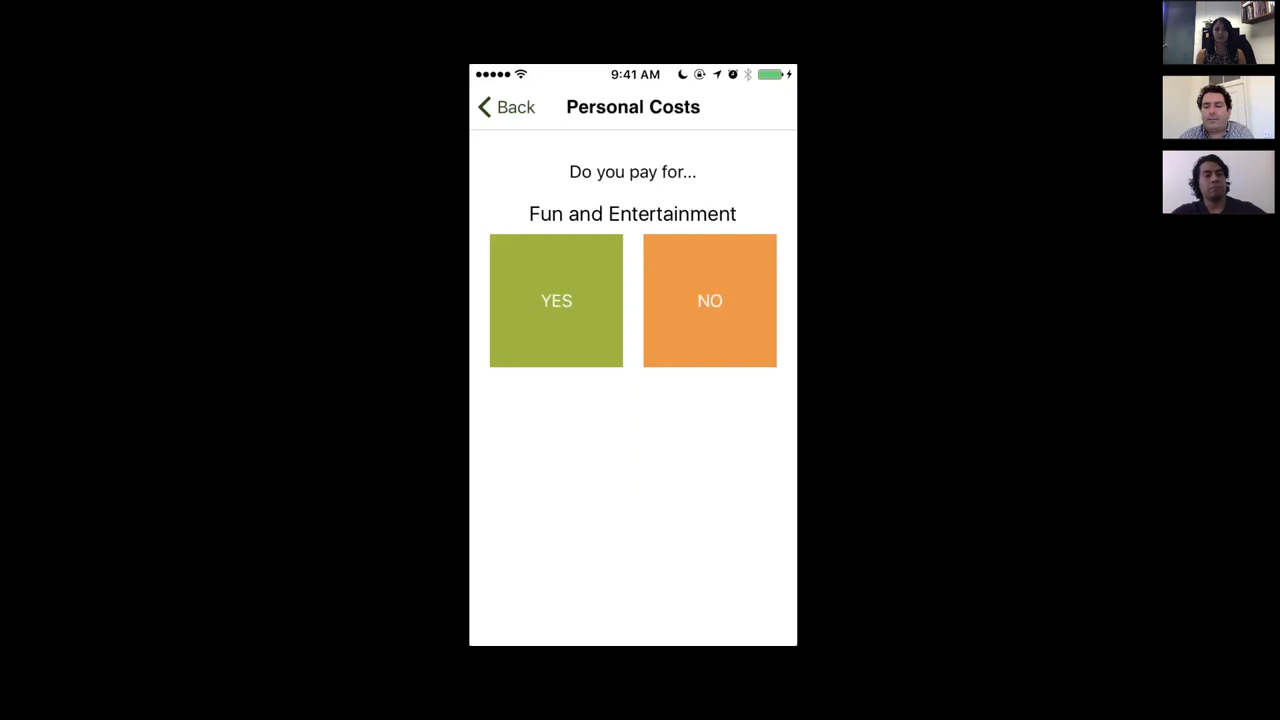 9:41 AM
Back
Personal Costs
Do you pay for...
Fun and Entertainment
YES
NO